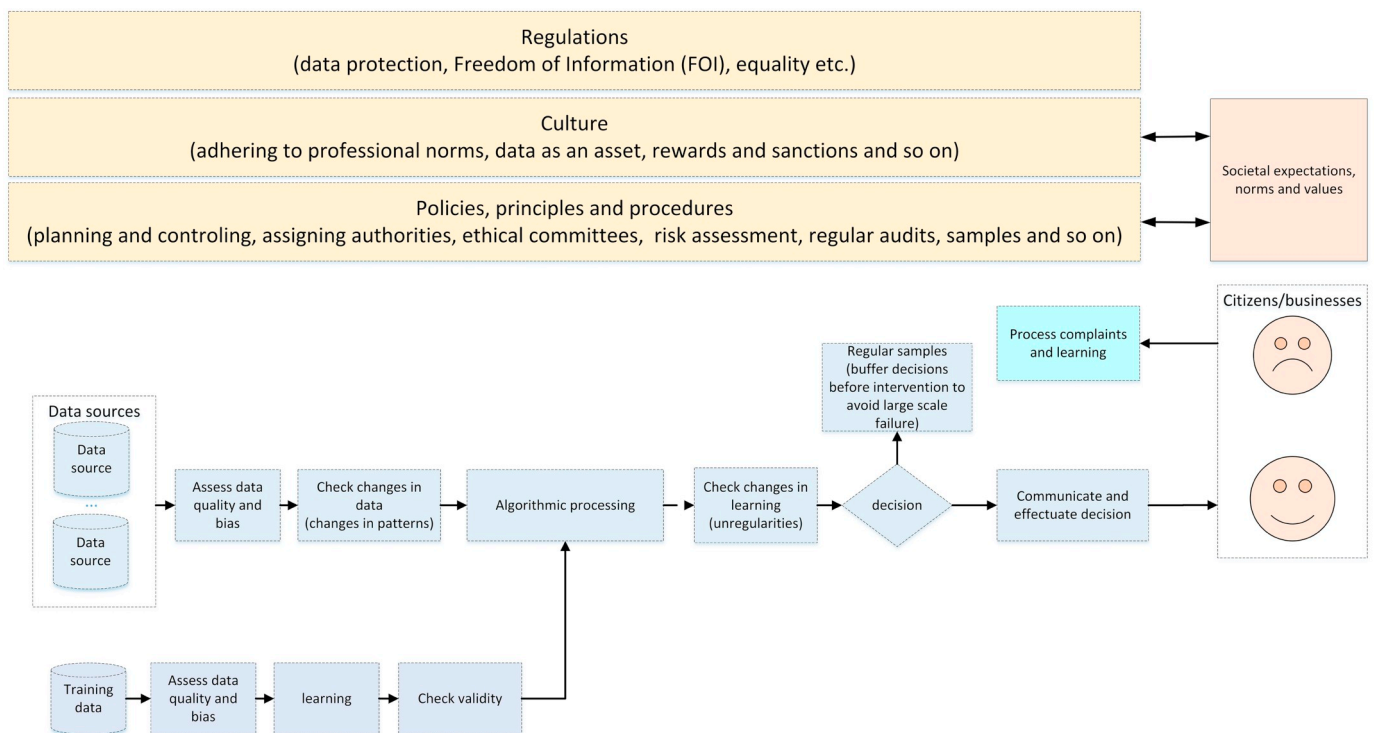 Regulations
(data protection, Freedom of Information (FOI), equality etc.)
Culture
(adhering to professional norms, data as an asset, rewards and sanctions and so on)
Policies, principles and procedures
(planning and controling, assigning authorities, ethical committees, risk assessment, regular audits, samples and so on)
Societal expectations,
norms and values
Citizens/businesses
Process complaints
and learning
Regular samples
(buffer decisions
before intervention to
avoid large scale
failure)
Data sources
Data
source
...
Data
source
Assess data
quality and
bias
Check changes in
data
(changes in patterns)
Algorithmic processing
Check changes in
learning
(unregularities)
decision
Communicate and
effectuate decision
Training
data
Assess data
quality and
bias
learning
Check validity